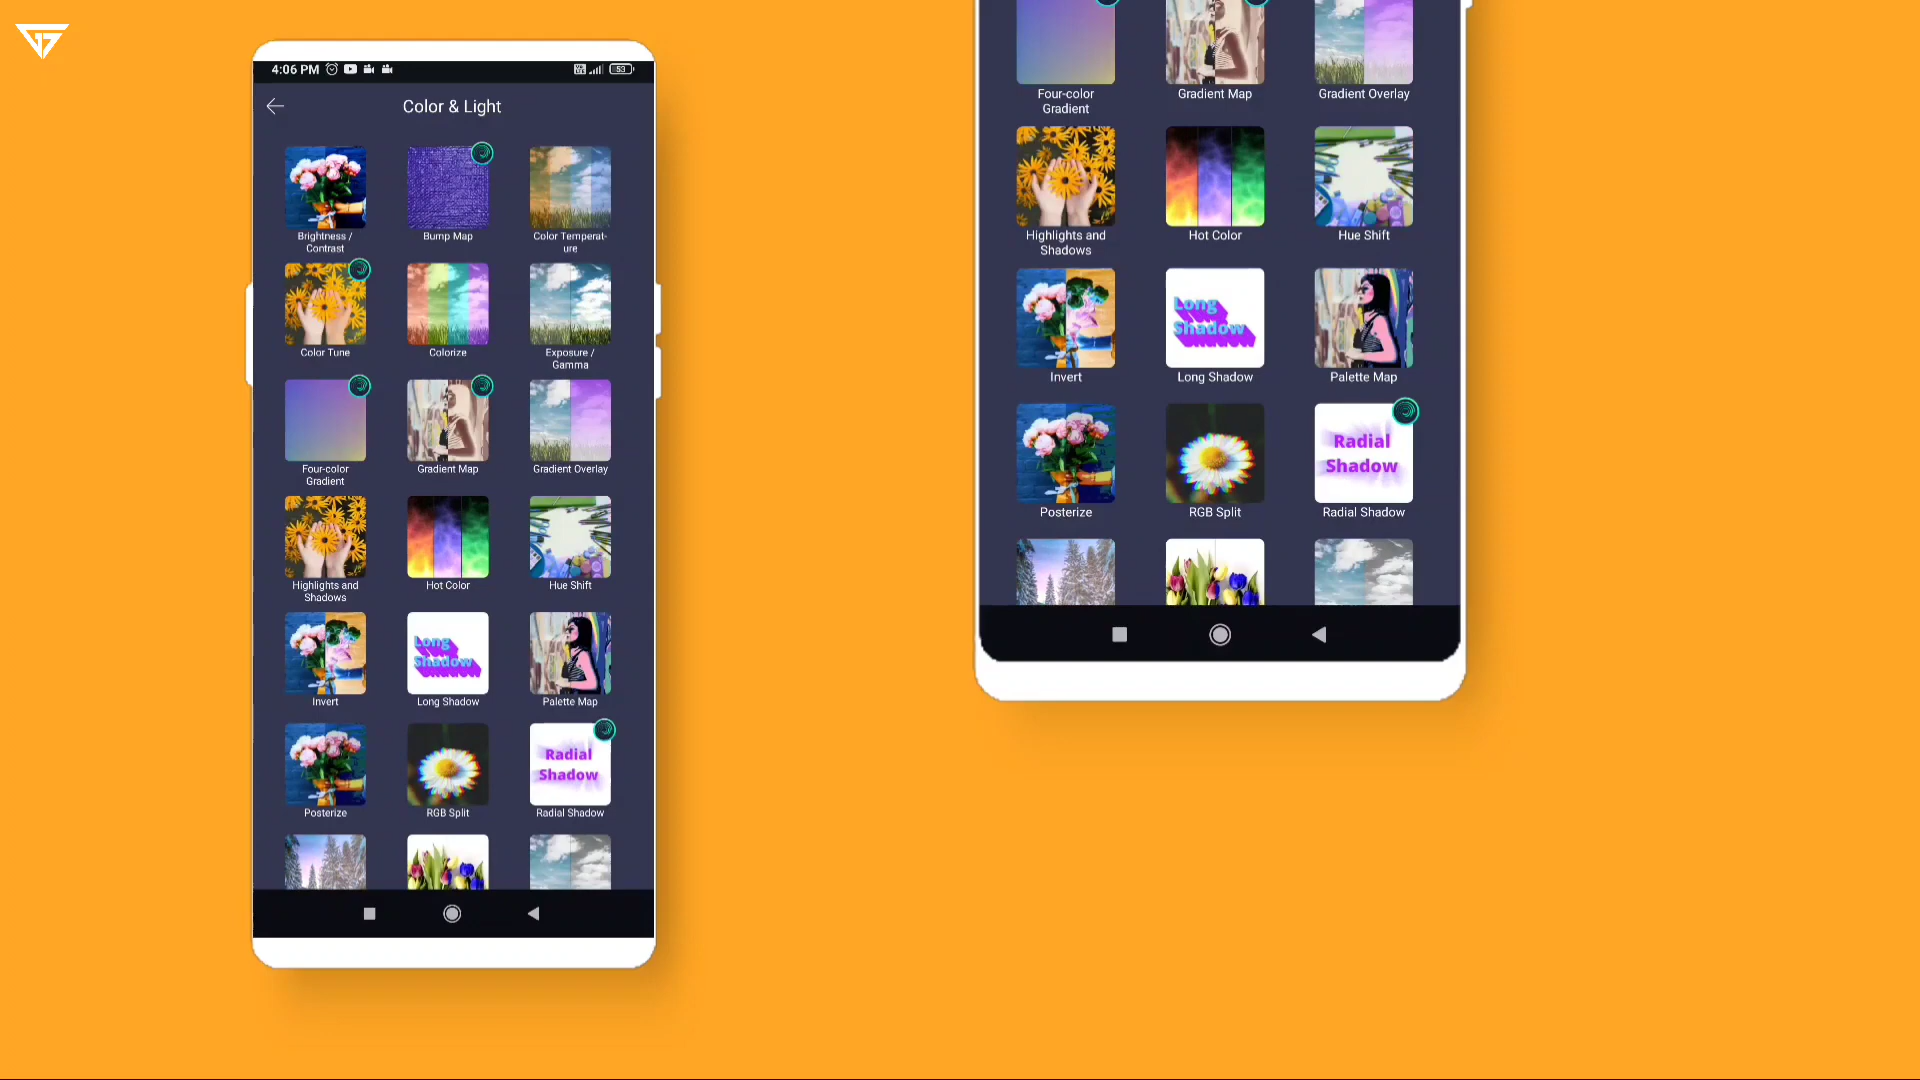 4:06 PM
53
Color & Light
Brightness /
Contrast
Bump Map
Color Temperat-
ure
Color Tune
Colorize
Exposure /
Gamma
Four-color
Gradient
Gradient Map
Gradient Overlay
Highlights and
Shadows
Hot Color
Hue Shift
Long
Shadow
Invert
Long Shadow
Palette Map
Radial
Shadow
Posterize
RGB Split
Radial Shadow
Four-color
Gradient
Gradient Map
Gradient Overlay
Highlights and
Shadows
Hot Color
Hue Shift
Long
Shadow
Invert
Long Shadow
Palette Map
Radial
Shadow
Posterize
RGB Split
Radial Shadow